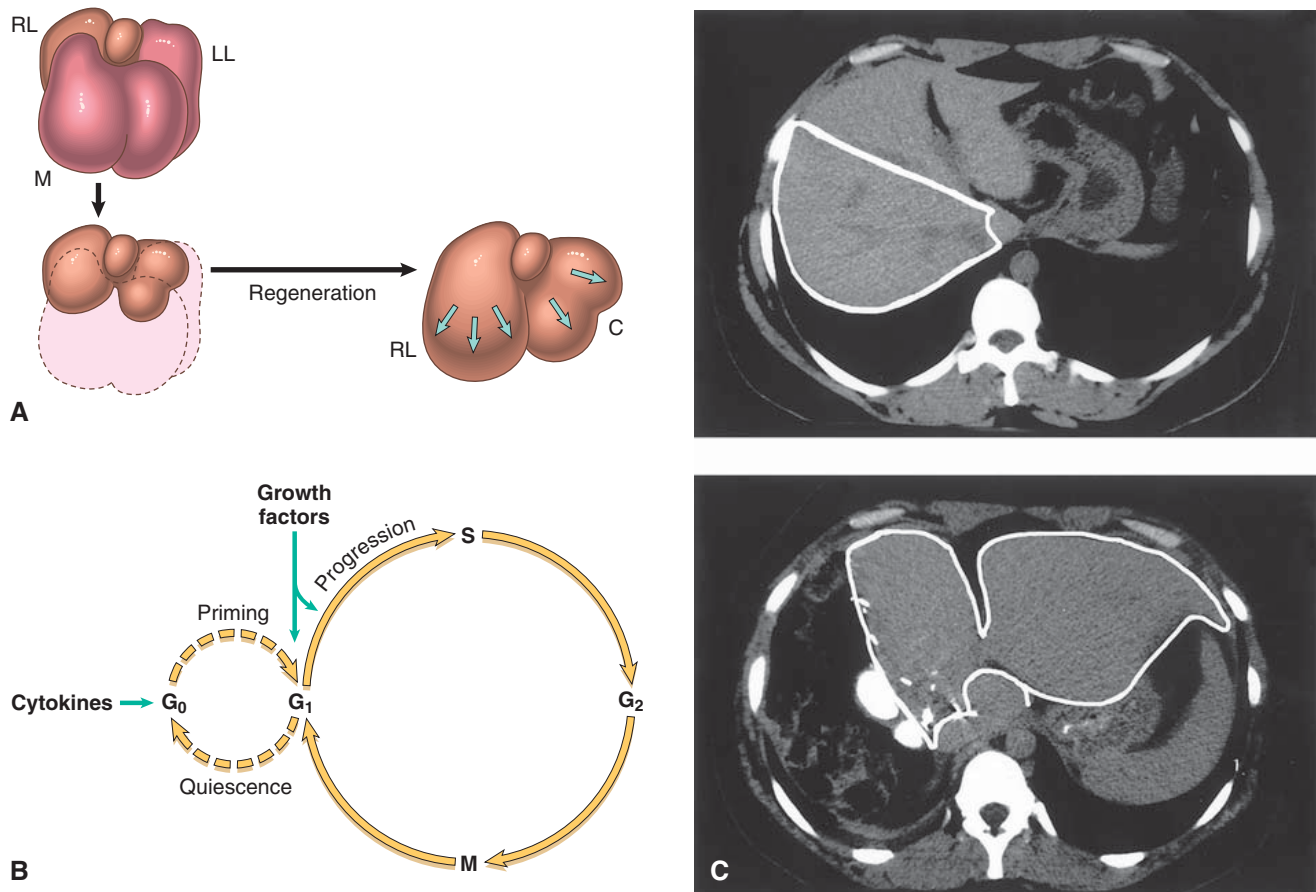 RL
LL
M
Regeneration
RL
C
A
Growth
factors
Progression
S
Priming
Cytokines
G₀
G₁
G₂
Quiescence
M
B
C